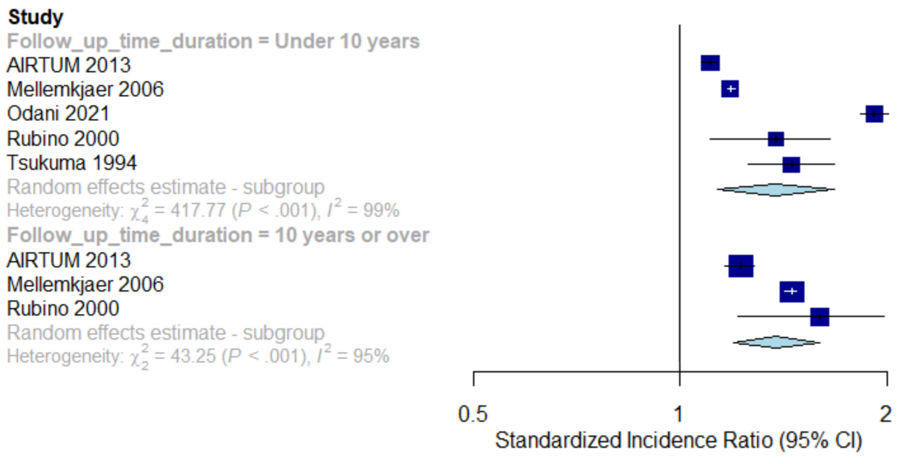 Study
Follow_up_time_duration = Under 10 years
AIRTUM 2013
Mellemkjaer 2006
Odani 2021
Rubino 2000
Tsukuma 1994
Random effects estimate - subgroup
Heterogeneity: χ²₄ = 417.77 (P < .001), I² = 99%
Follow_up_time_duration = 10 years or over
AIRTUM 2013
Mellemkjaer 2006
Rubino 2000
Random effects estimate - subgroup
Heterogeneity: χ²₂ = 43.25 (P < .001), I² = 95%
0.5 1 2
Standardized Incidence Ratio (95% CI)